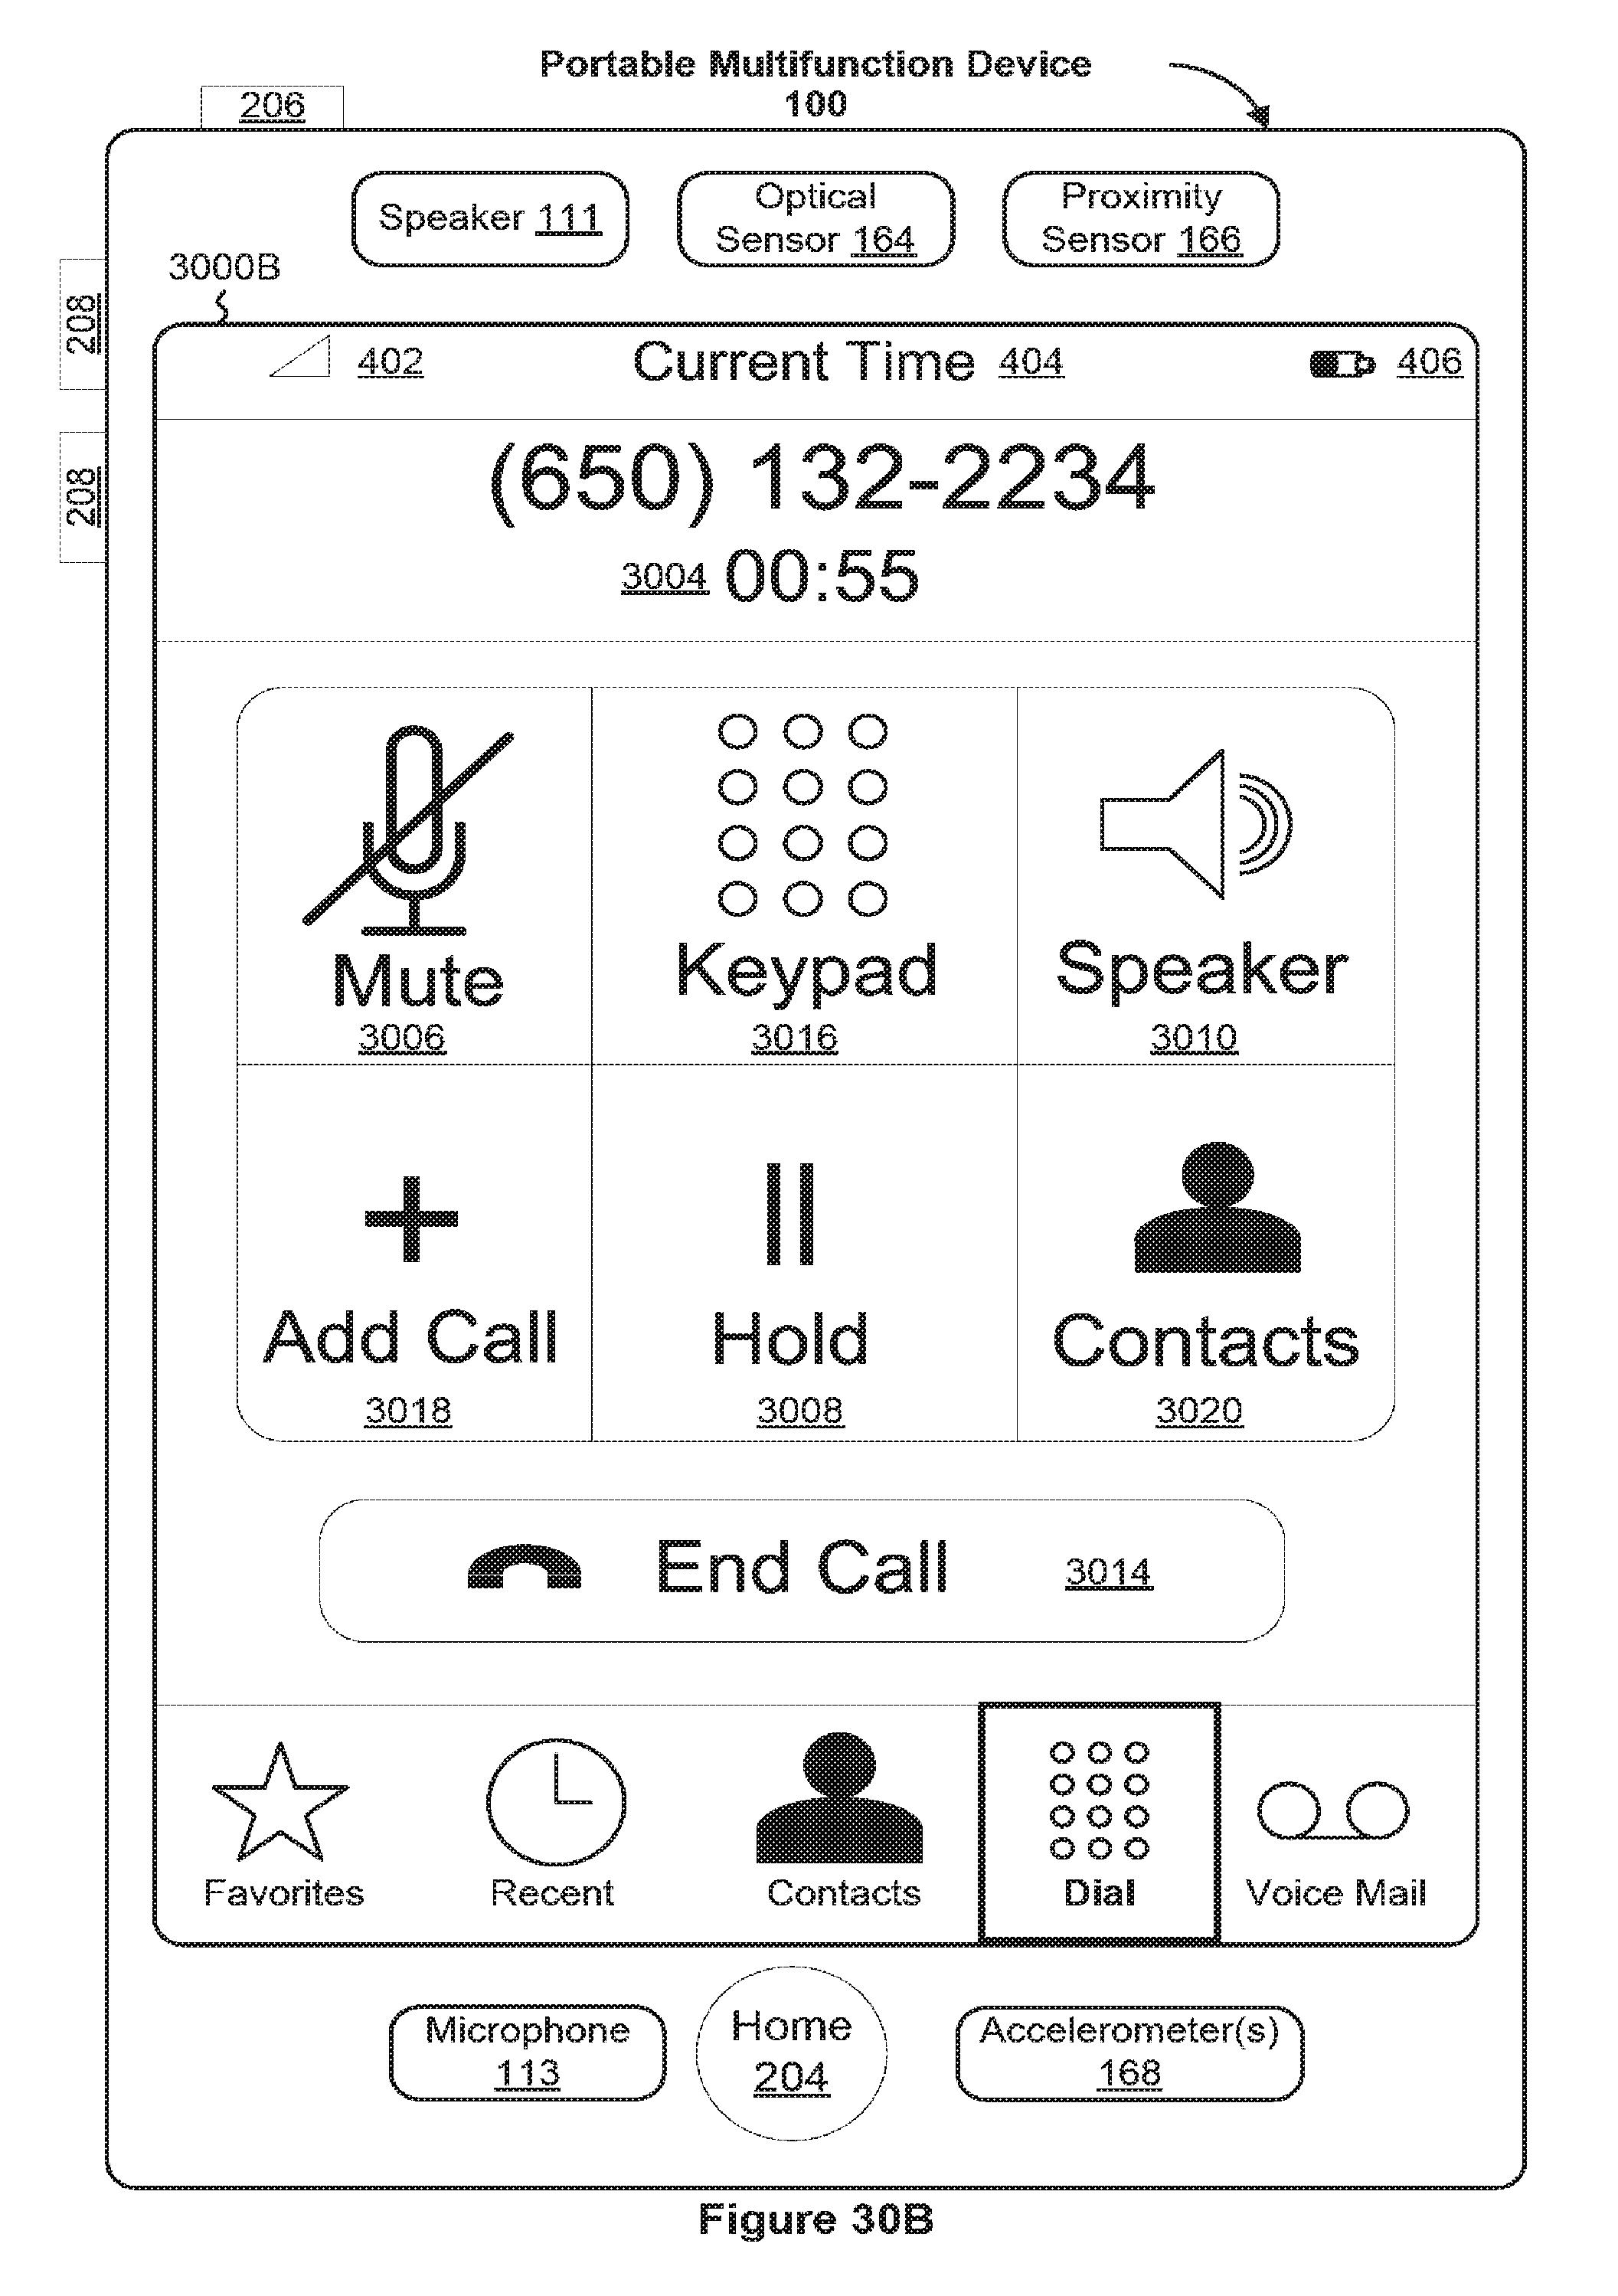 Portable Multifunction Device
100
206
Speaker 111
Optical
Sensor 164
Proximity
Sensor 166
3000B
208
208
402
Current Time 404
406
(650) 132-2234
3004 00:55
Mute
3006
Keypad
3016
Speaker
3010
Add Call
3018
Hold
3008
Contacts
3020
End Call 3014
Favorites
Recent
Contacts
Dial
Voice Mail
Microphone
113
Home
204
Accelerometer(s)
168
Figure 30B